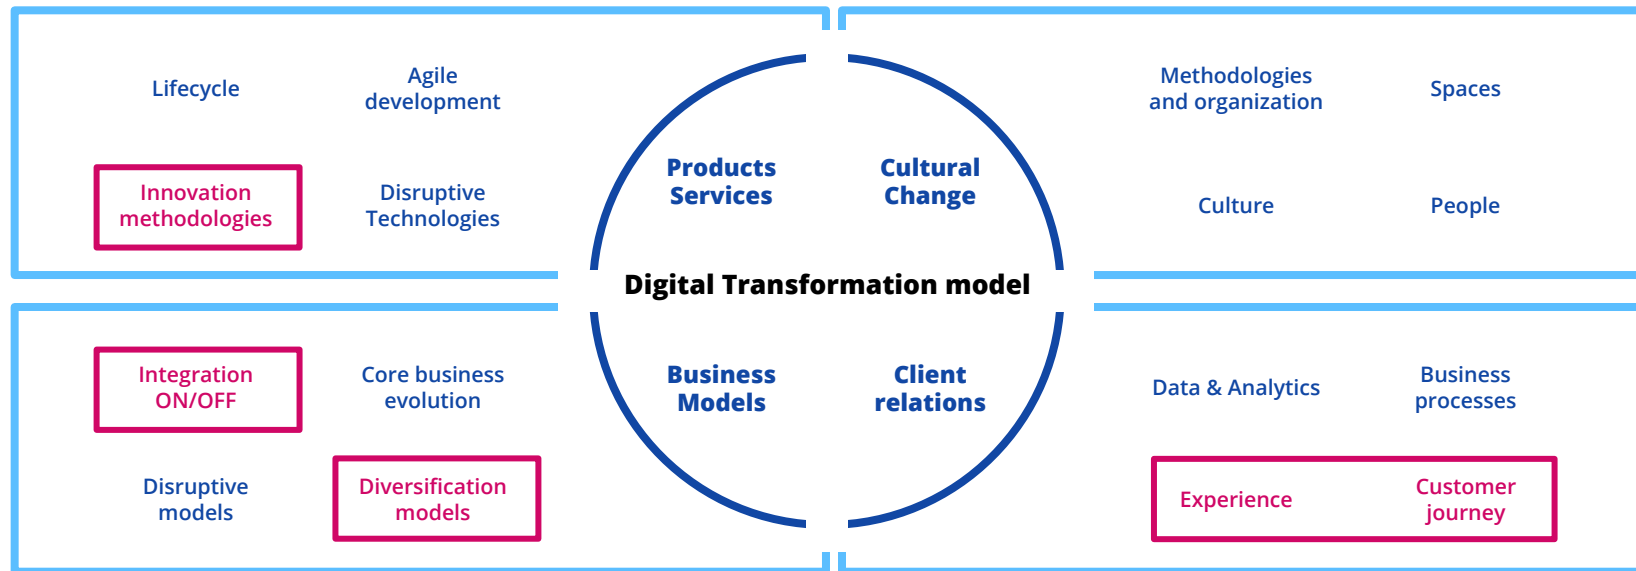 Lifecycle
Agile
development
Innovation
methodologies
Disruptive
Technologies
Products
Services
Cultural
Change
Methodologies
and organization
Spaces
Culture
People
Digital Transformation model
Integration
ON/OFF
Core business
evolution
Disruptive
models
Diversification
models
Business
Models
Client
relations
Data & Analytics
Business
processes
Experience
Customer
journey